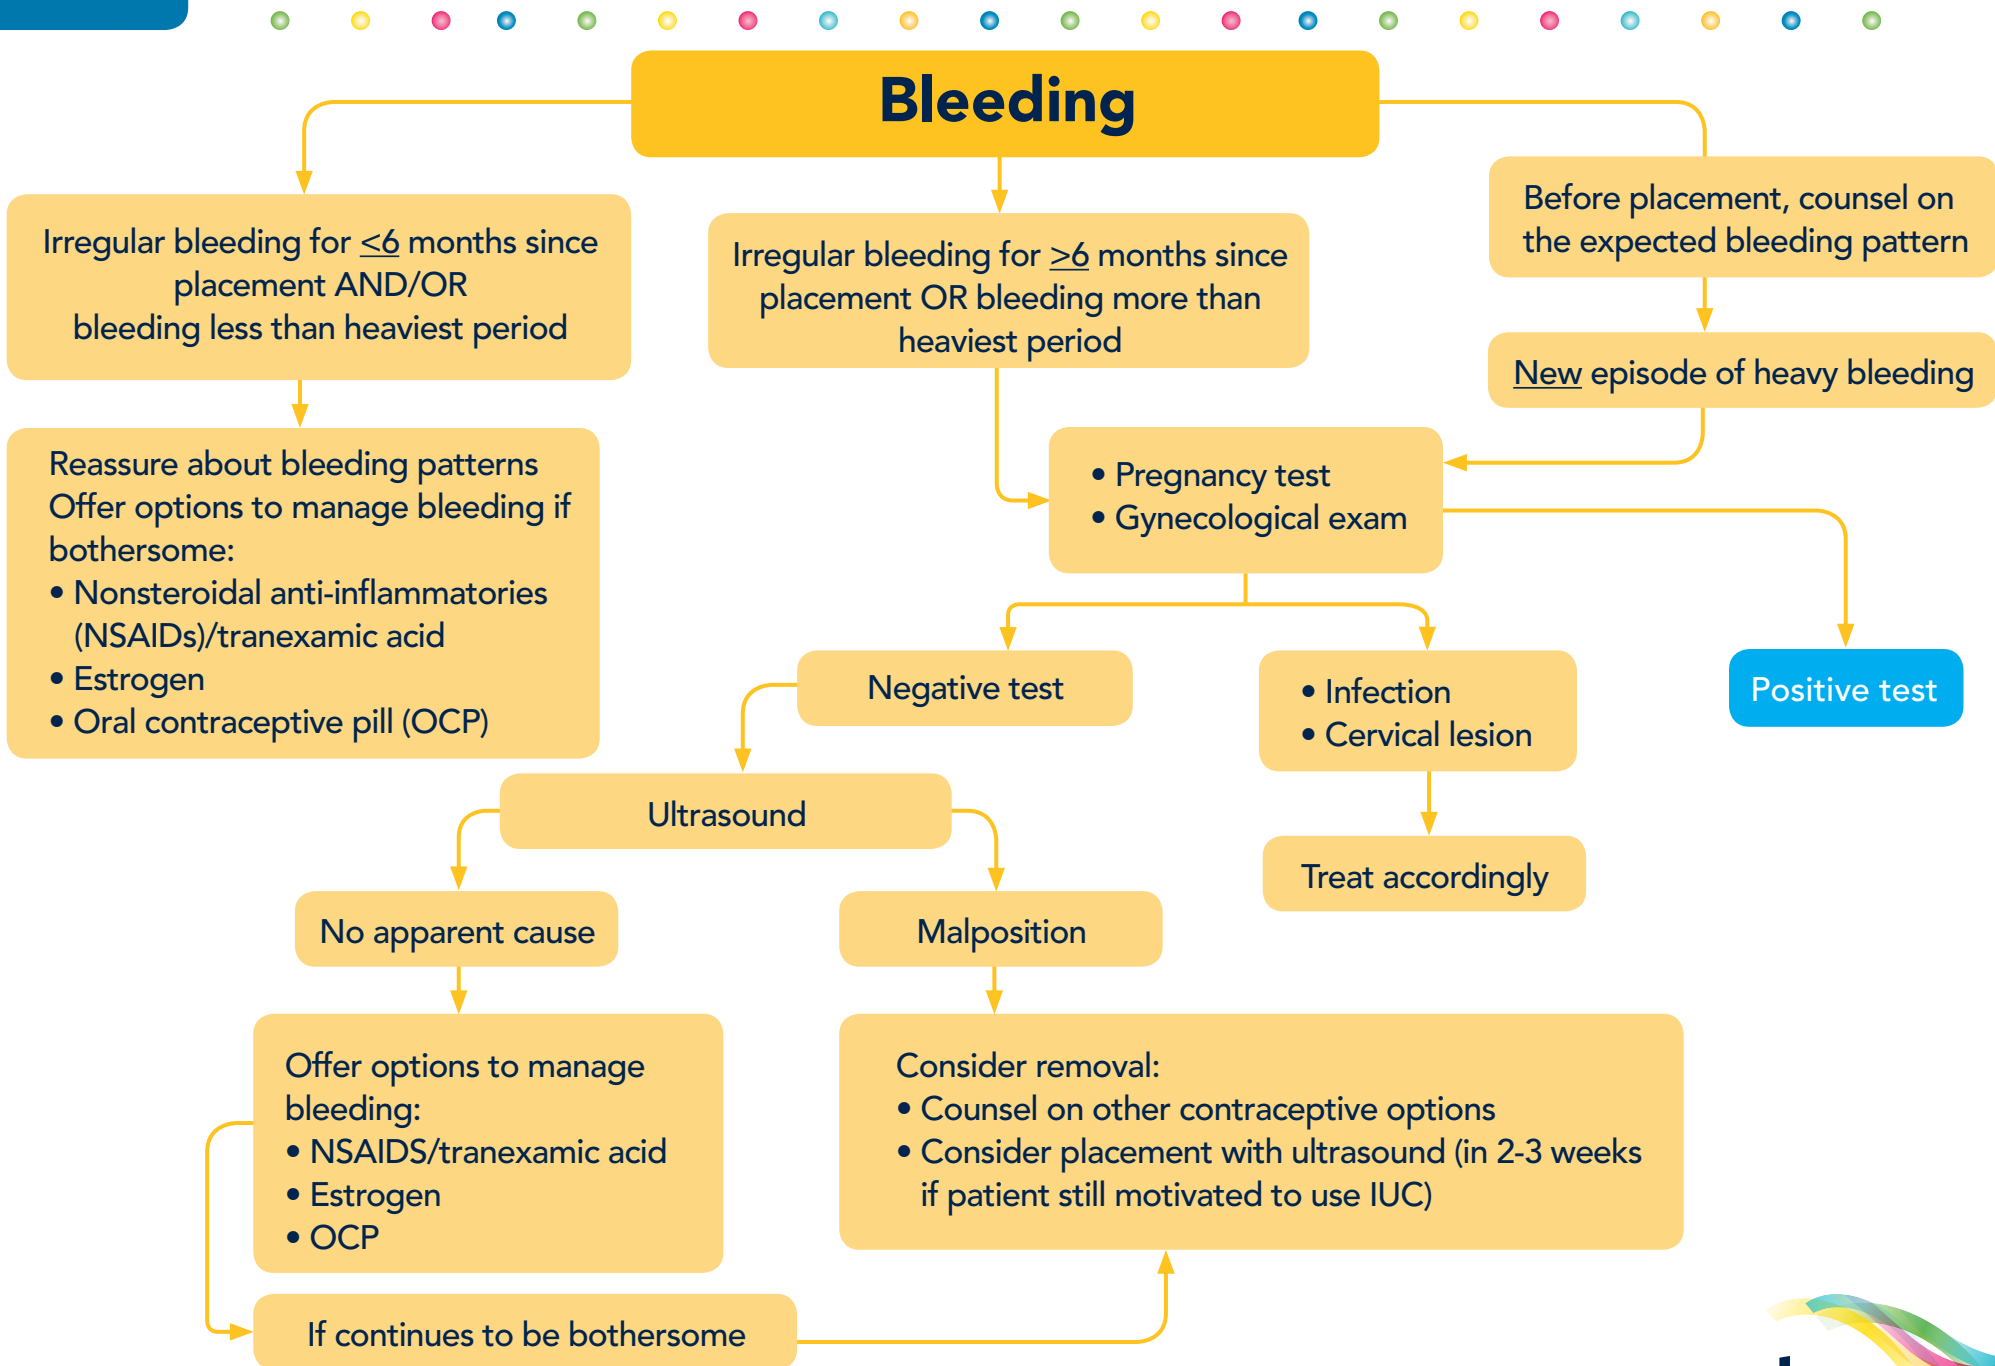 Bleeding
Irregular bleeding for ≤6 months since
placement AND/OR
bleeding less than heaviest period
Irregular bleeding for ≥6 months since
placement OR bleeding more than
heaviest period
Before placement, counsel on
the expected bleeding pattern
New episode of heavy bleeding
Reassure about bleeding patterns
Offer options to manage bleeding if
bothersome:
• Nonsteroidal anti-inflammatories
(NSAIDs)/tranexamic acid
• Estrogen
• Oral contraceptive pill (OCP)
• Pregnancy test
• Gynecological exam
Negative test
• Infection
• Cervical lesion
Positive test
Ultrasound
Treat accordingly
No apparent cause
Malposition
Offer options to manage
bleeding:
• NSAIDS/tranexamic acid
• Estrogen
• OCP
Consider removal:
• Counsel on other contraceptive options
• Consider placement with ultrasound (in 2-3 weeks
if patient still motivated to use IUC)
If continues to be bothersome